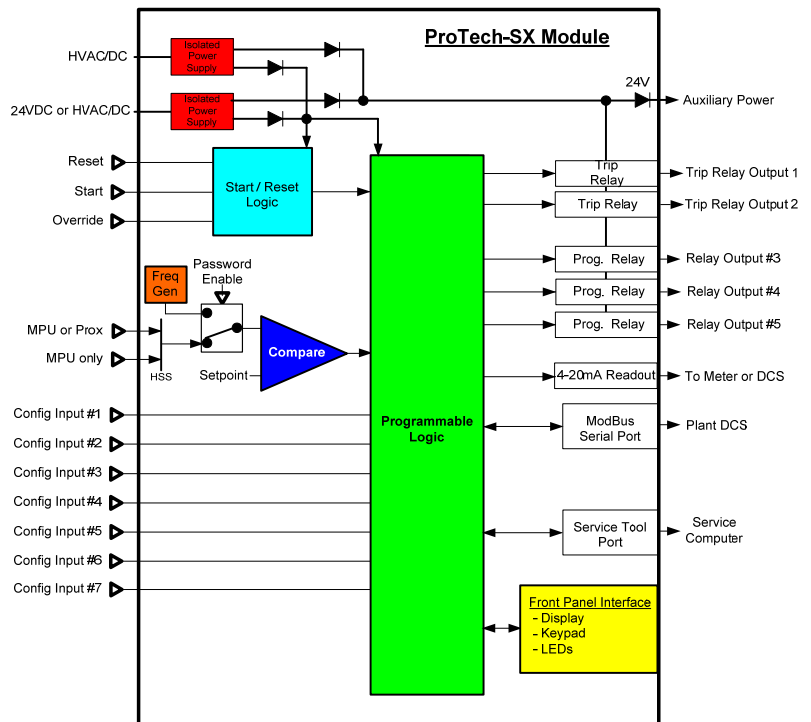 ProTech-SX Module
HVAC/DC
Isolated
Power
Supply
24V
Auxiliary Power
24VDC or HVAC/DC
Isolated
Power
Supply
Reset
Start
Override
Start / Reset
Logic
Trip
Relay
Trip Relay Output 1
Trip Relay
Trip Relay Output 2
Prog. Relay
Relay Output #3
Prog. Relay
Relay Output #4
Prog. Relay
Relay Output #5
Password
Enable
Freq
Gen
MPU or Prox
MPU only
HSS
Compare
Setpoint
4-20mA Readout
To Meter or DCS
Programmable
Logic
ModBus
Serial Port
Plant DCS
Config Input #1
Config Input #2
Config Input #3
Config Input #4
Config Input #5
Config Input #6
Config Input #7
Service Tool
Port
Service
Computer
Front Panel Interface
- Display
- Keypad
- LEDs